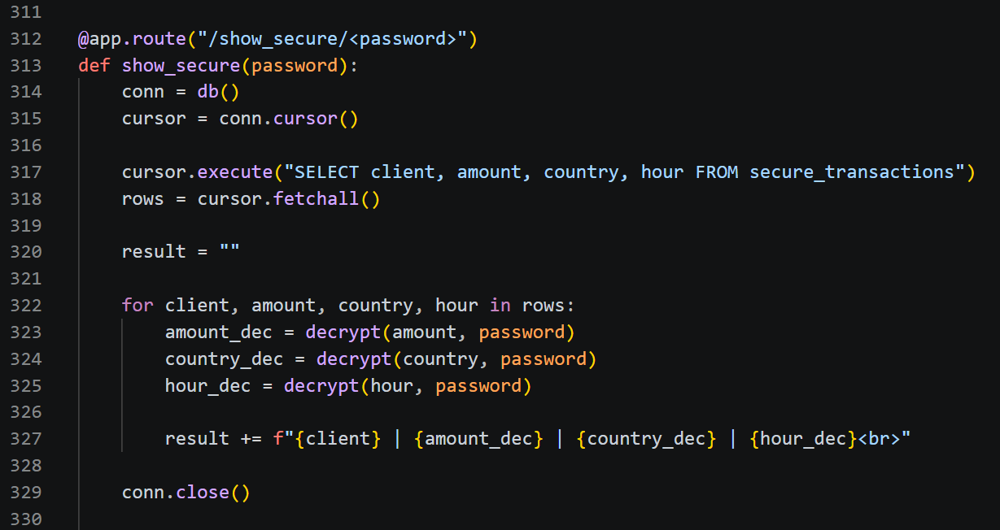 311
312 @app.route("/show_secure/<password>")
313 def show_secure(password):
314     conn = db()
315     cursor = conn.cursor()
316
317     cursor.execute("SELECT client, amount, country, hour FROM secure_transactions")
318     rows = cursor.fetchall()
319
320     result = ""
321
322     for client, amount, country, hour in rows:
323         amount_dec = decrypt(amount, password)
324         country_dec = decrypt(country, password)
325         hour_dec = decrypt(hour, password)
326
327         result += f"{client} | {amount_dec} | {country_dec} | {hour_dec}<br>"
328
329     conn.close()
330